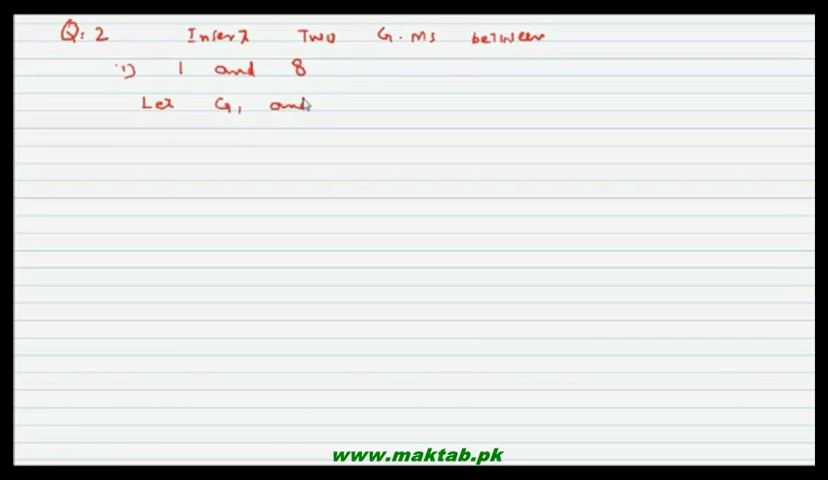 Q: 2 Insert Two G.Ms between
i) 1 and 8
Let G1 and
www.maktab.pk